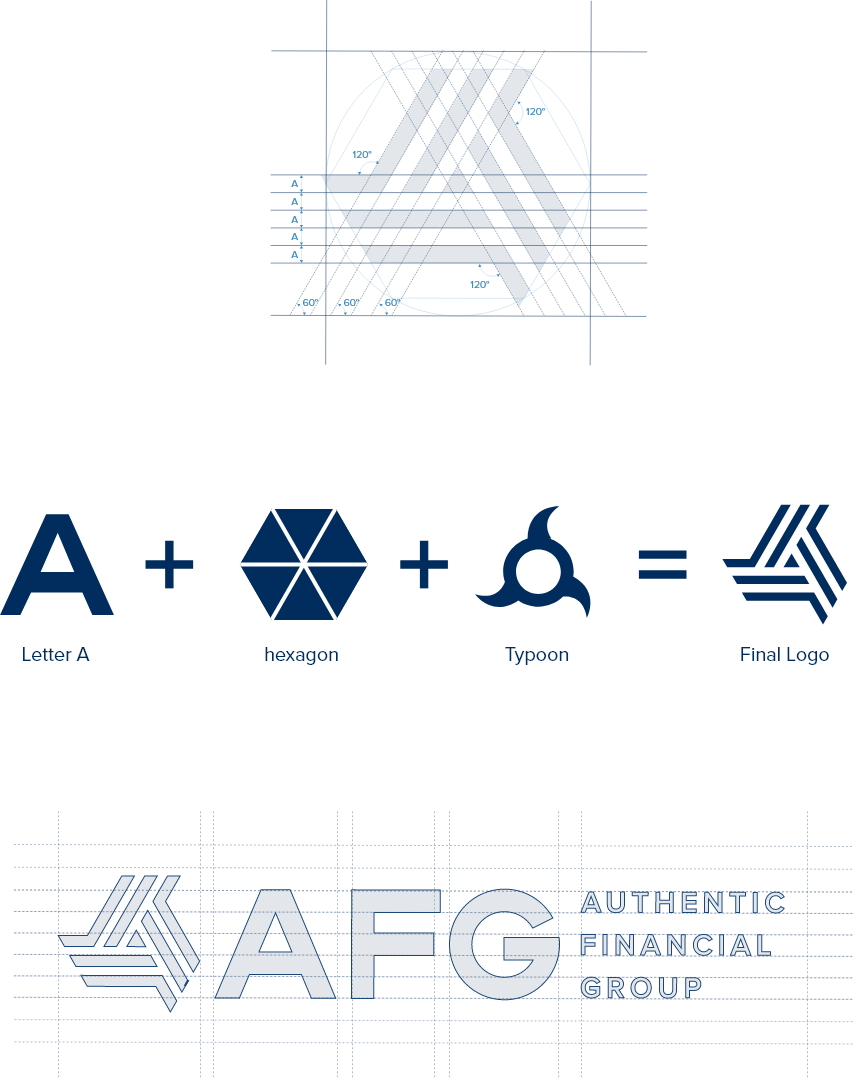 120°
120°
A
A
A
A
A
120°
60° 60° 60°
A + + =
Letter A hexagon Typoon Final Logo
AFG
AUTHENTIC
FINANCIAL
GROUP